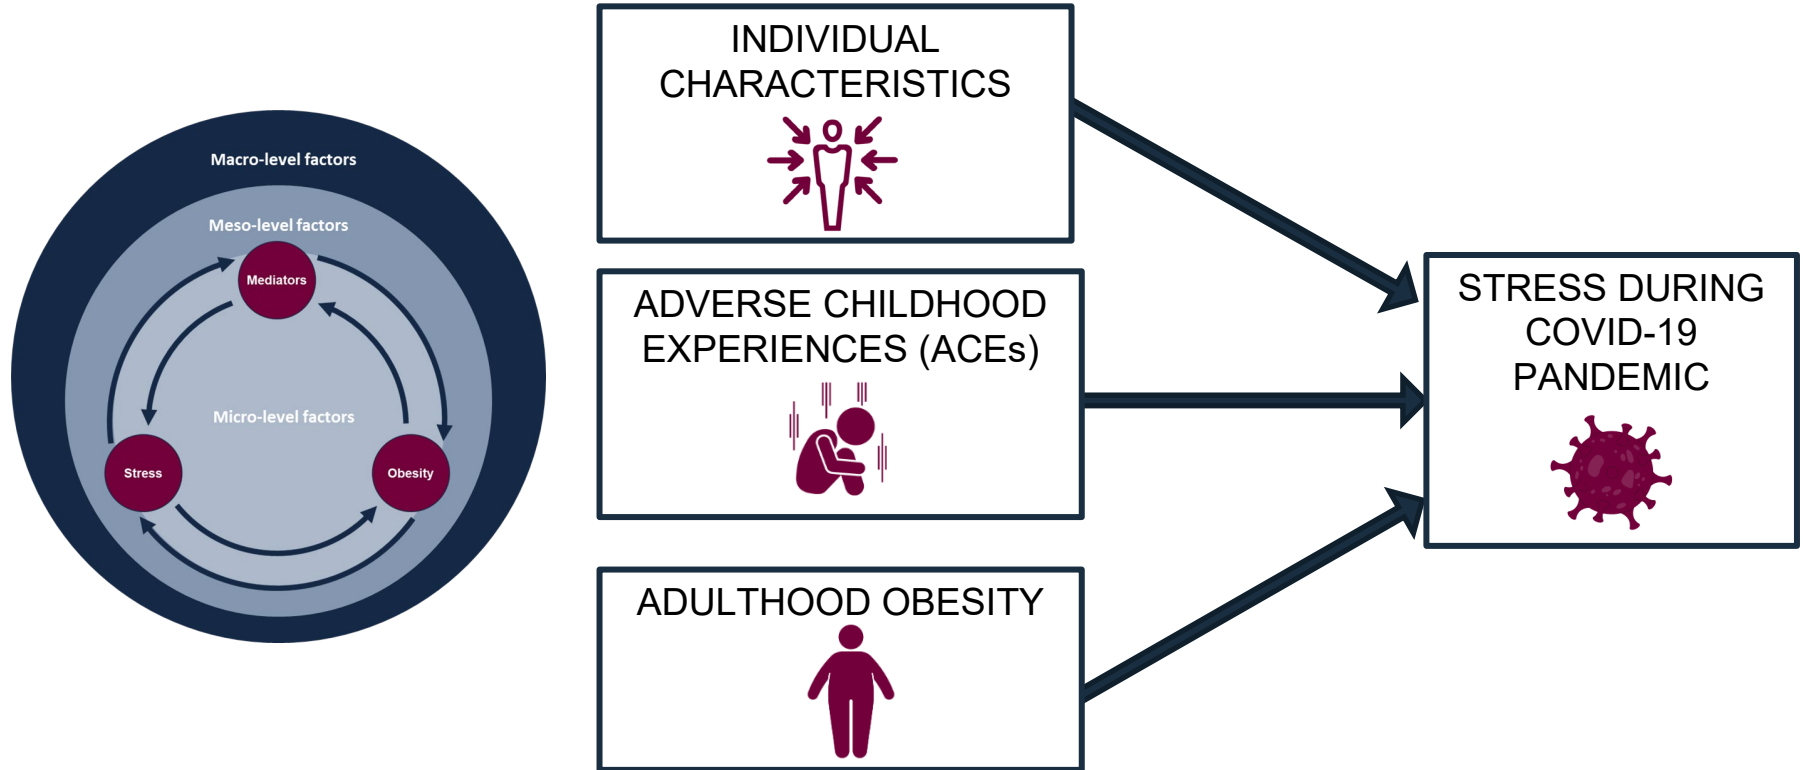 Macro-level factors
Meso-level factors
Mediators
Micro-level factors
Stress
Obesity
INDIVIDUAL
CHARACTERISTICS
ADVERSE CHILDHOOD
EXPERIENCES (ACEs)
ADULTHOOD OBESITY
STRESS DURING
COVID-19
PANDEMIC